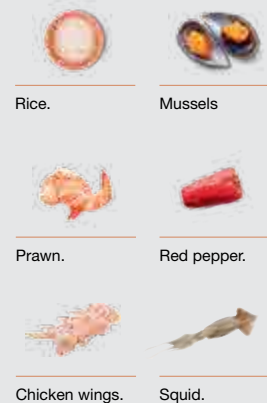 Rice.
Mussels
Prawn.
Red pepper.
Chicken wings.
Squid.